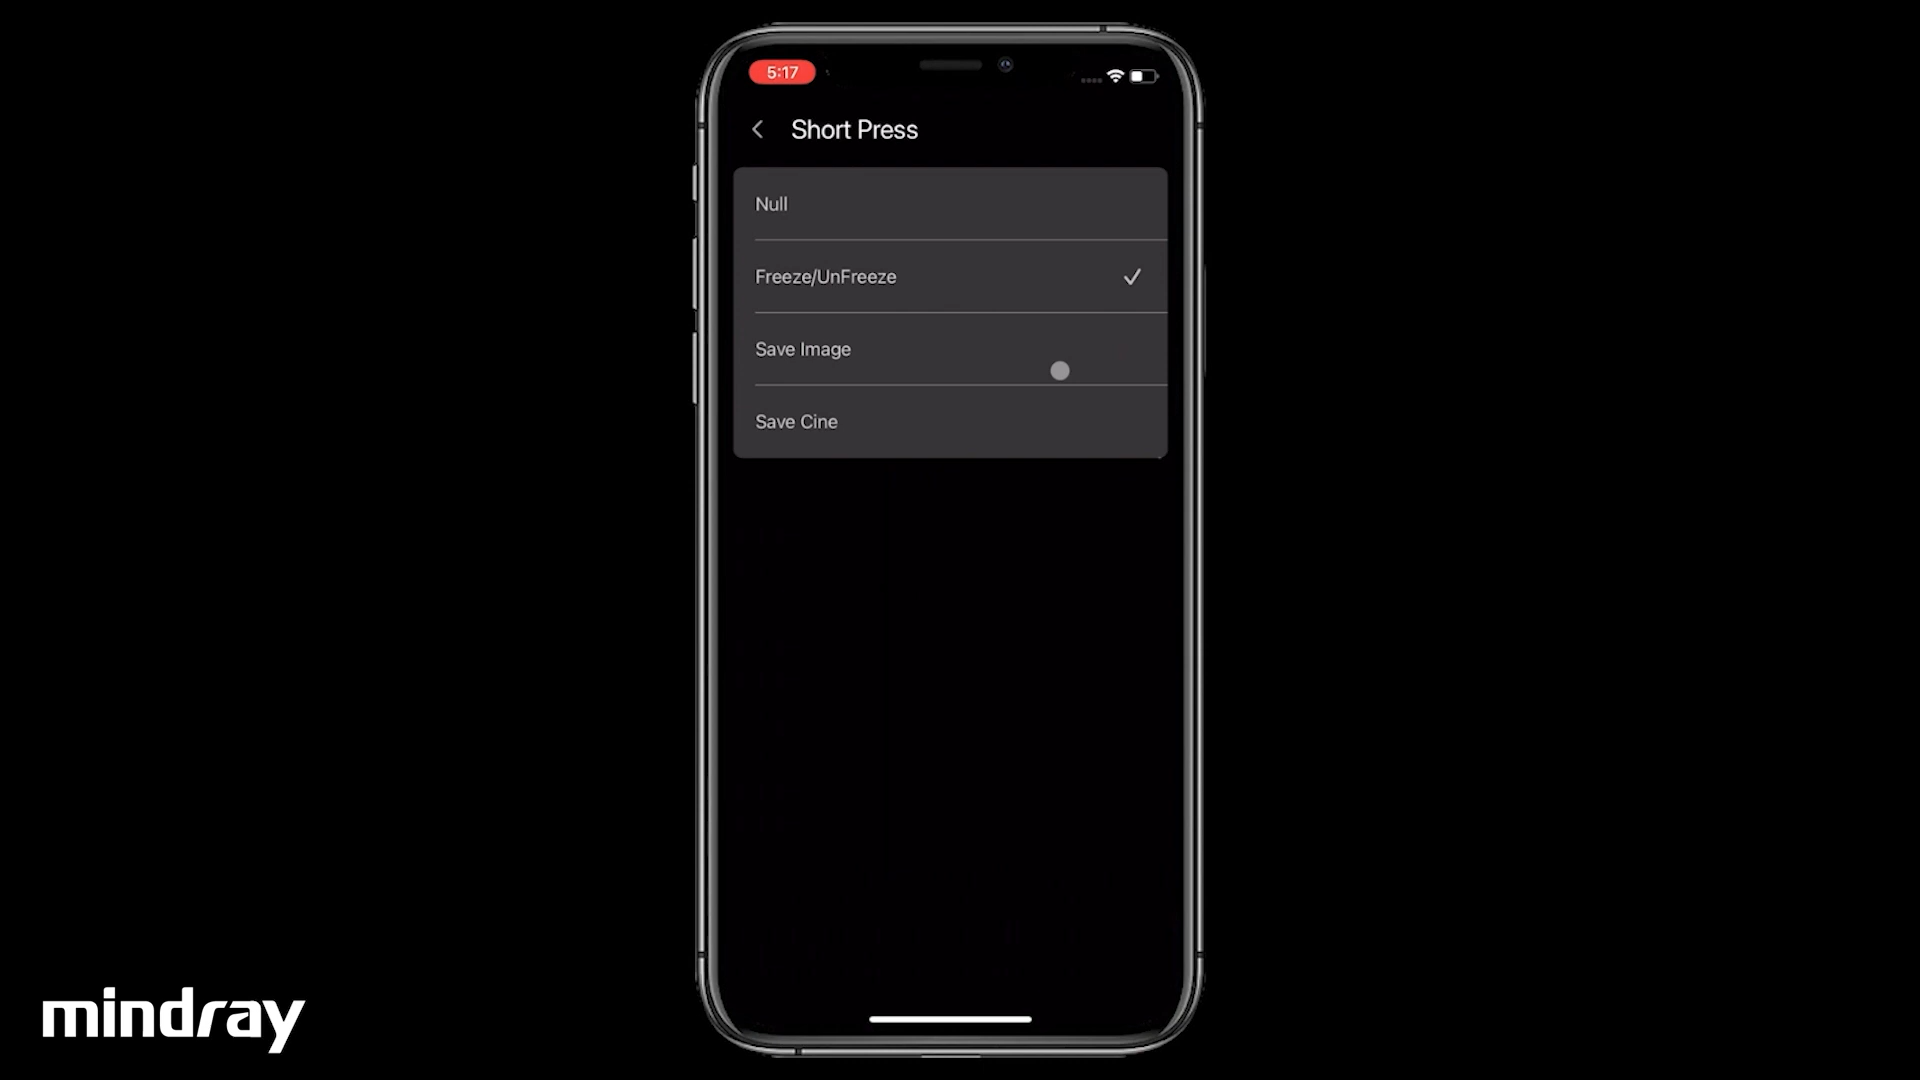 5:17
Short Press
Null
Freeze/UnFreeze
Save Image
Save Cine
mindray